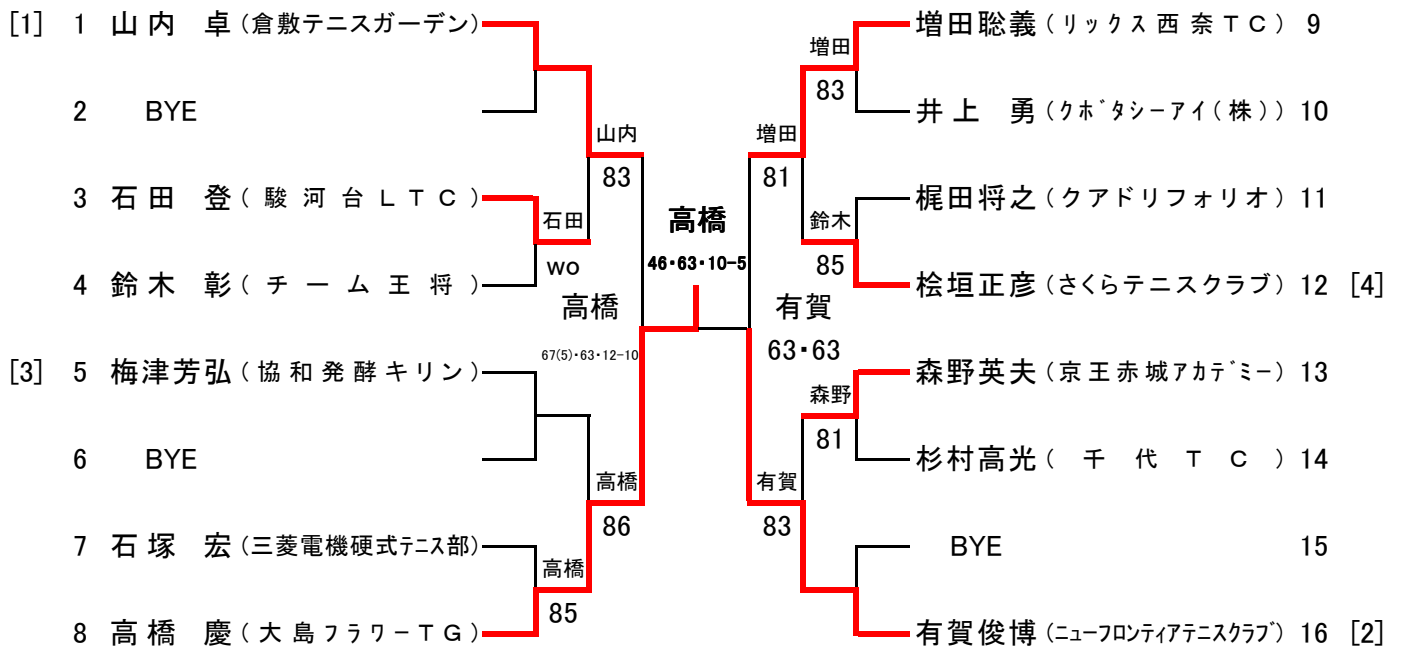 [1] 1 山内 卓(倉敷テニスガーデン)
2 BYE
3 石田 登(駿河台LTC)
4 鈴木 彰(チーム王将)
[3] 5 梅津芳弘(協和発酵キリン)
6 BYE
7 石塚 宏(三菱電機硬式テニス部)
8 高橋 慶(大島フラワーTG)
石田
wo
高橋
85
山内
83
高橋
86
高橋
67(5)・63・12-10
高橋
46・63・10-5
有賀
63・63
増田
81
有賀
83
増田
83
鈴木
85
森野
81
増田聡義(リックス西奈TC) 9
井上 勇(クボタシーアイ(株)) 10
梶田将之(クアドリフォリオ) 11
桧垣正彦(さくらテニスクラブ) 12 [4]
森野英夫(京王赤城アカデミー) 13
杉村高光(千代TC) 14
BYE 15
有賀俊博(ニューフロンティアテニスクラブ) 16 [2]